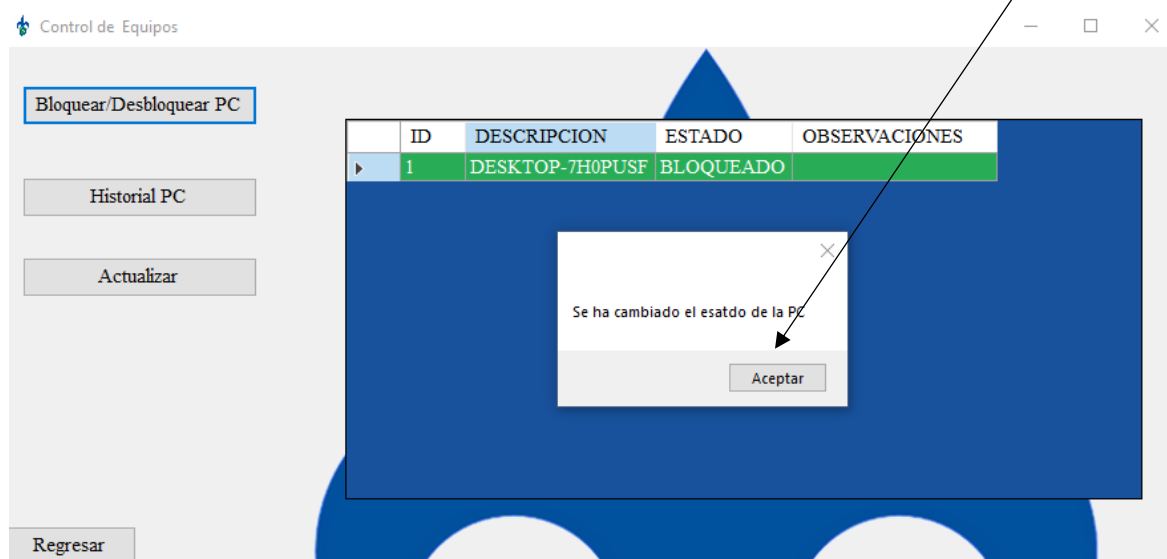 Control de Equipos
Bloquear/Desbloquear PC
Historial PC
Actualizar
Regresar
ID DESCRIPCION ESTADO OBSERVACIONES
1 DESKTOP-7H0PUSF BLOQUEADO
Se ha cambiado el esatdo de la PC
Aceptar